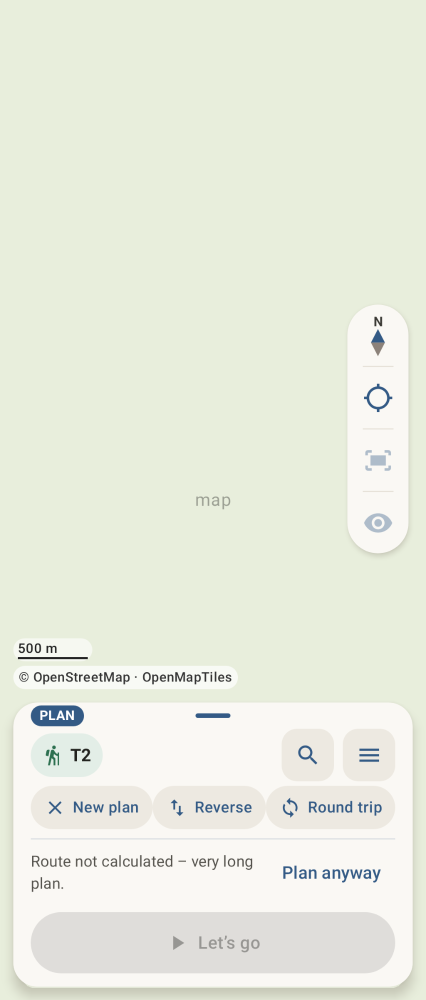 N
map
500 m
© OpenStreetMap · OpenMapTiles
PLAN
T2
New plan
Reverse
Round trip
Route not calculated – very long
plan.
Plan anyway
Let’s go